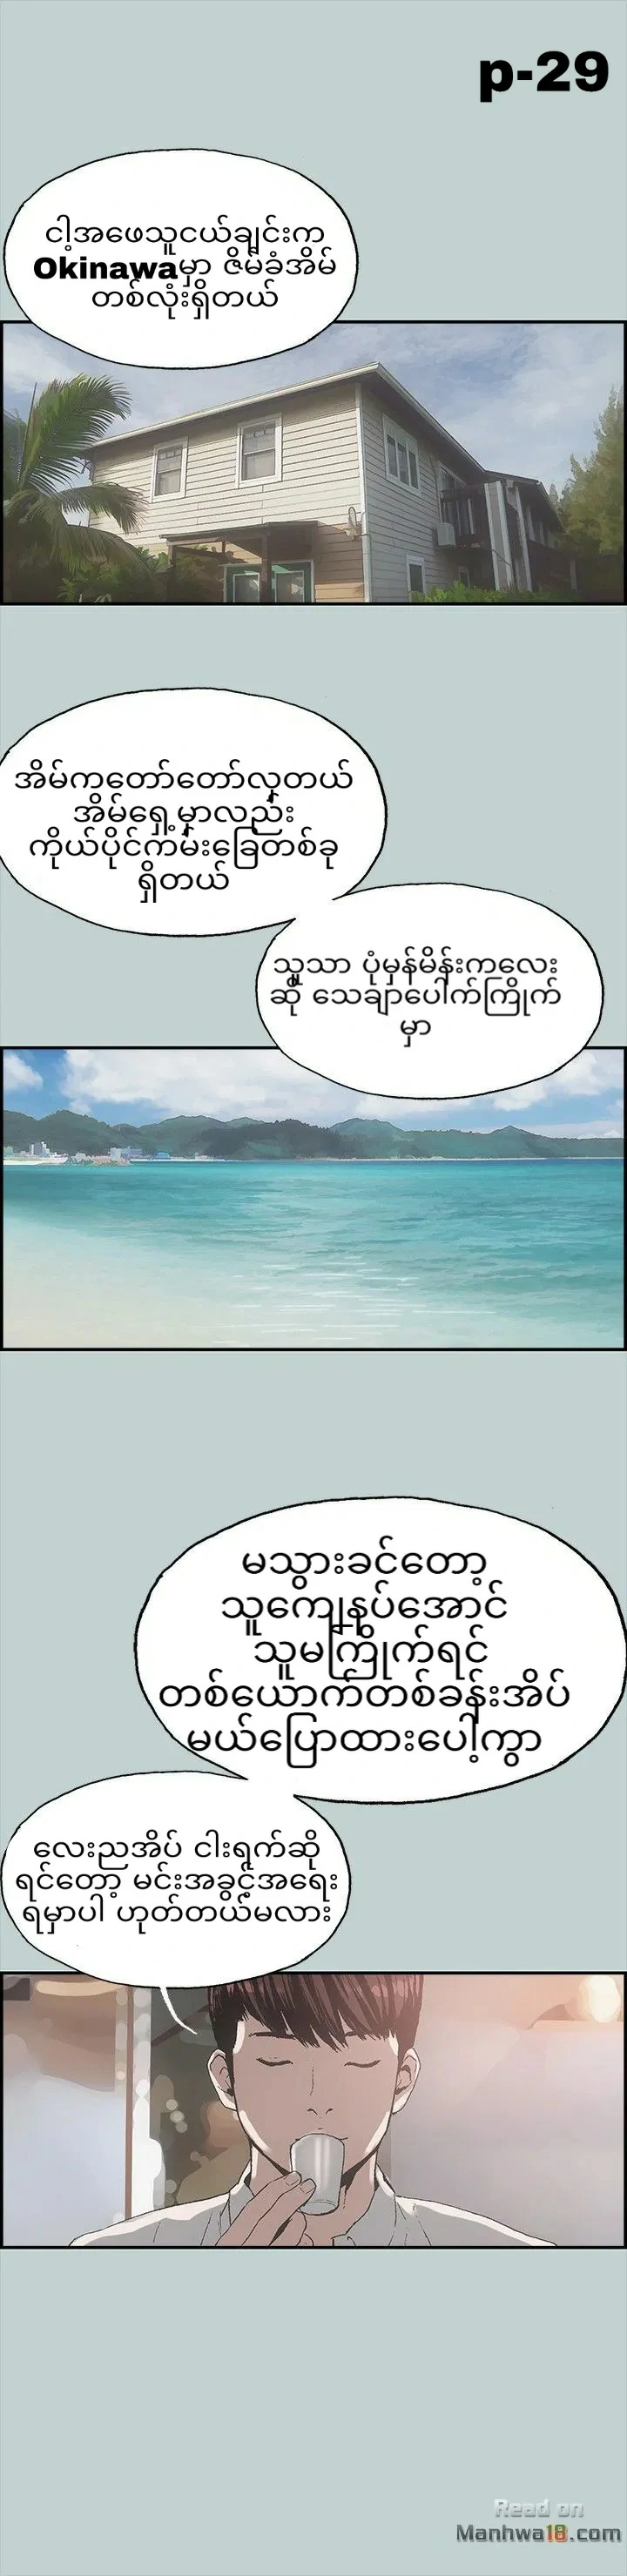 p-29
ငါ့အဖေသူငယ်ချင်းက
Okinawaမှာ ဇိမ်ခံအိမ်
တစ်လုံးရှိတယ်
အိမ်ကတော်တော်လှတယ်
အိမ်ရှေ့မှာလည်း
ကိုယ်ပိုင်ကမ်းခြေတစ်ခု
ရှိတယ်
သူသာ ပုံမှန်မိန်းကလေး
ဆို သေချာပေါက်ကြိုက်
မှာ
မသွားခင်တော့
သူကျေနပ်အောင်
သူမကြိုက်ရင်
တစ်ယောက်တစ်ခန်းအိပ်
မယ်ပြောထားပေါ့ကွာ
လေးညအိပ် ငါးရက်ဆို
ရင်တော့ မင်းအခွင့်အရေး
ရမှာပါ ဟုတ်တယ်မလား
Read on
Manhwa18.com